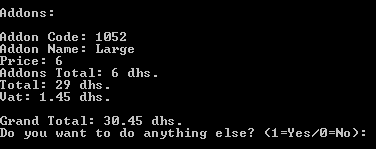 Addons:
Addon Code: 1052
Addon Name: Large
Price: 6
Addons Total: 6 dhs.
Total: 29 dhs.
Vat: 1.45 dhs.
Grand Total: 30.45 dhs.
Do you want to do anything else? (1=Yes/0=No):